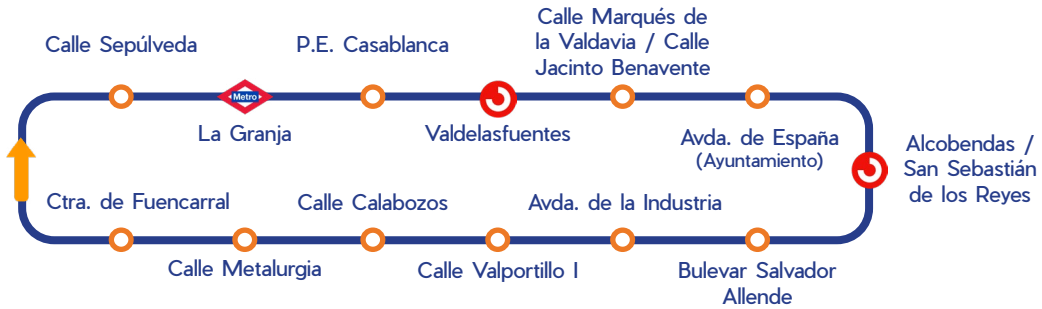 Calle Sepúlveda
P.E. Casablanca
Calle Marqués de
la Valdavia / Calle
Jacinto Benavente
Metro
La Granja
Valdelasfuentes
Avda. de España
(Ayuntamiento)
Alcobendas /
San Sebastián
de los Reyes
Ctra. de Fuencarral
Calle Calabozos
Avda. de la Industria
Calle Metalurgia
Calle Valportillo I
Bulevar Salvador
Allende